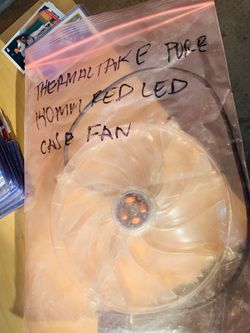 THERMALTAKE PURE
140MM RED LED
CASE FAN